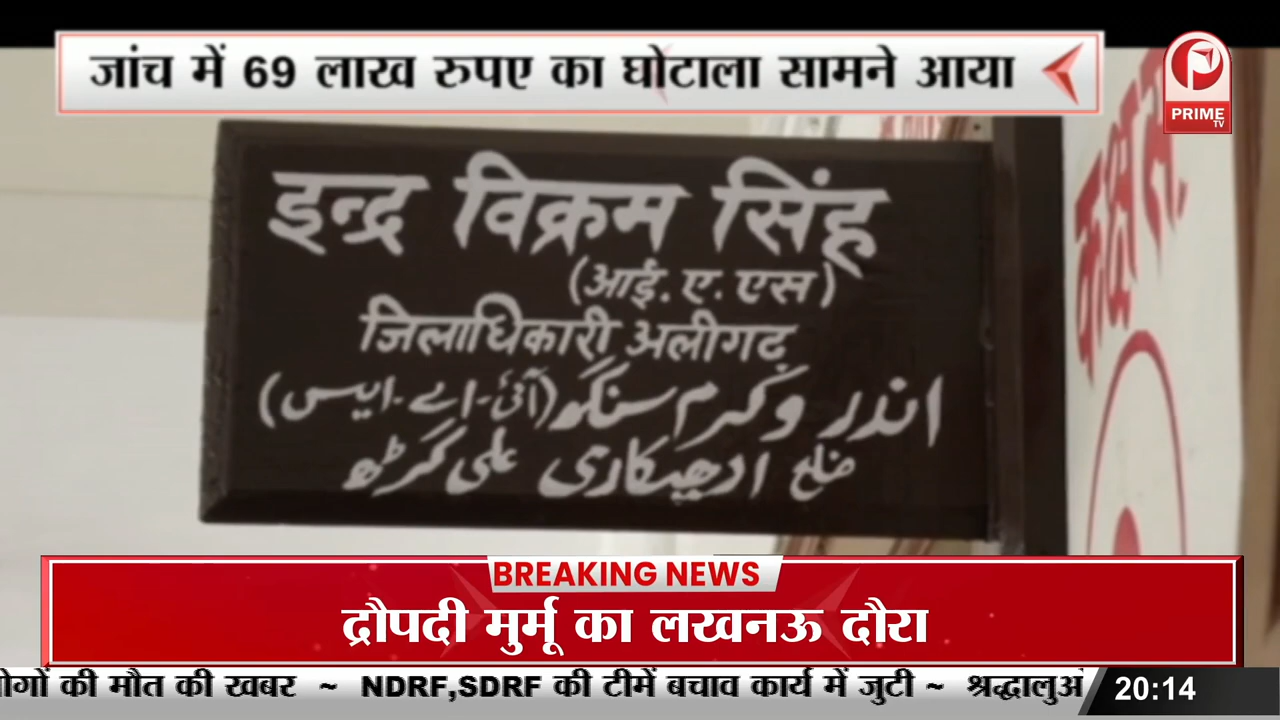 जांच में 69 लाख रुपए का घोटाला सामने आया
PRIME
TV
इन्द्र विक्रम सिंह
(आई. ए. एस)
जिलाधिकारी अलीगढ़
اندر وکرم سنگھ (آئی-اے-ایس)
ضلع ادھیکاری علی گڑھ
BREAKING NEWS
द्रौपदी मुर्मू का लखनऊ दौरा
की मौत की खबर ~ NDRF,SDRF की टीमें बचाव कार्य में जुटी ~
20:14